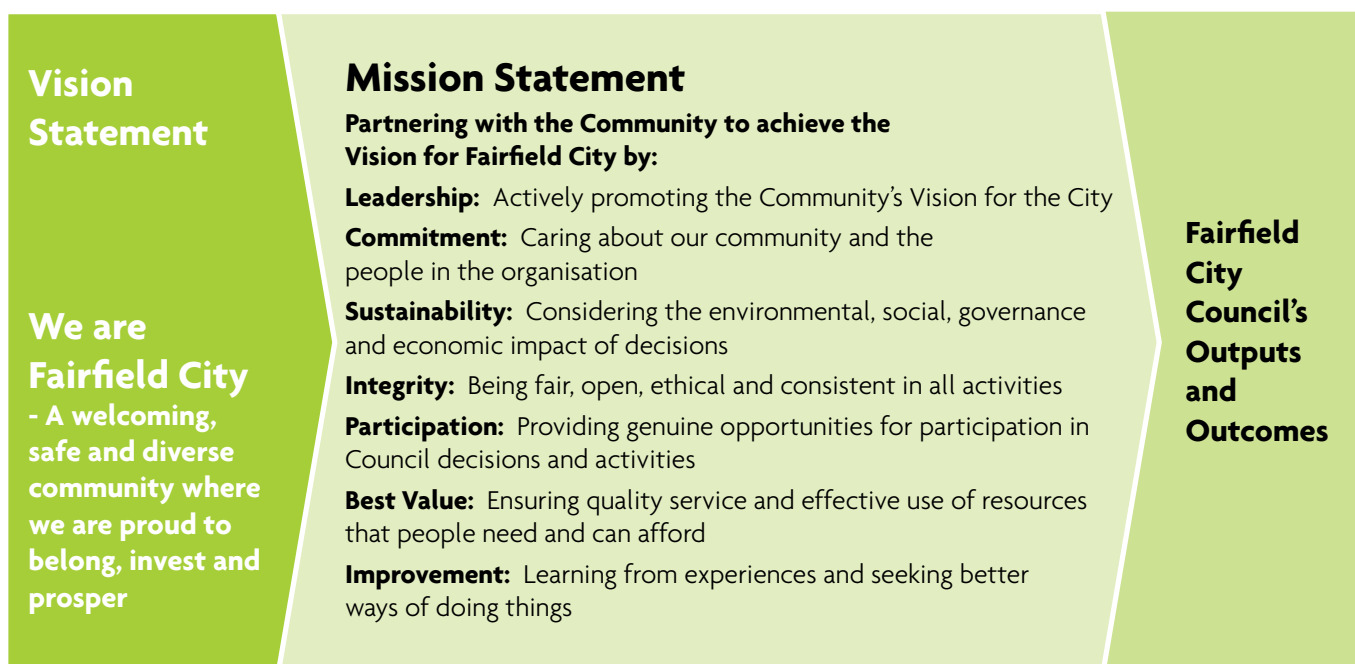 Vision
Statement
We are
Fairfield City
- A welcoming,
safe and diverse
community where
we are proud to
belong, invest and
prosper
Mission Statement
Partnering with the Community to achieve the
Vision for Fairfield City by:
Leadership: Actively promoting the Community’s Vision for the City
Commitment: Caring about our community and the
people in the organisation
Sustainability: Considering the environmental, social, governance
and economic impact of decisions
Integrity: Being fair, open, ethical and consistent in all activities
Participation: Providing genuine opportunities for participation in
Council decisions and activities
Best Value: Ensuring quality service and effective use of resources
that people need and can afford
Improvement: Learning from experiences and seeking better
ways of doing things
Fairfield
City
Council’s
Outputs
and
Outcomes